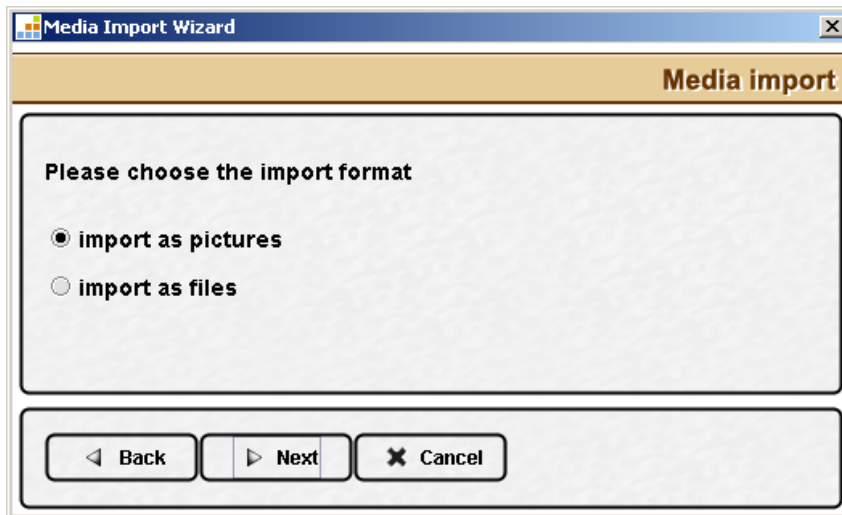 Media Import Wizard
Media import
Please choose the import format
import as pictures
import as files
Back Next Cancel